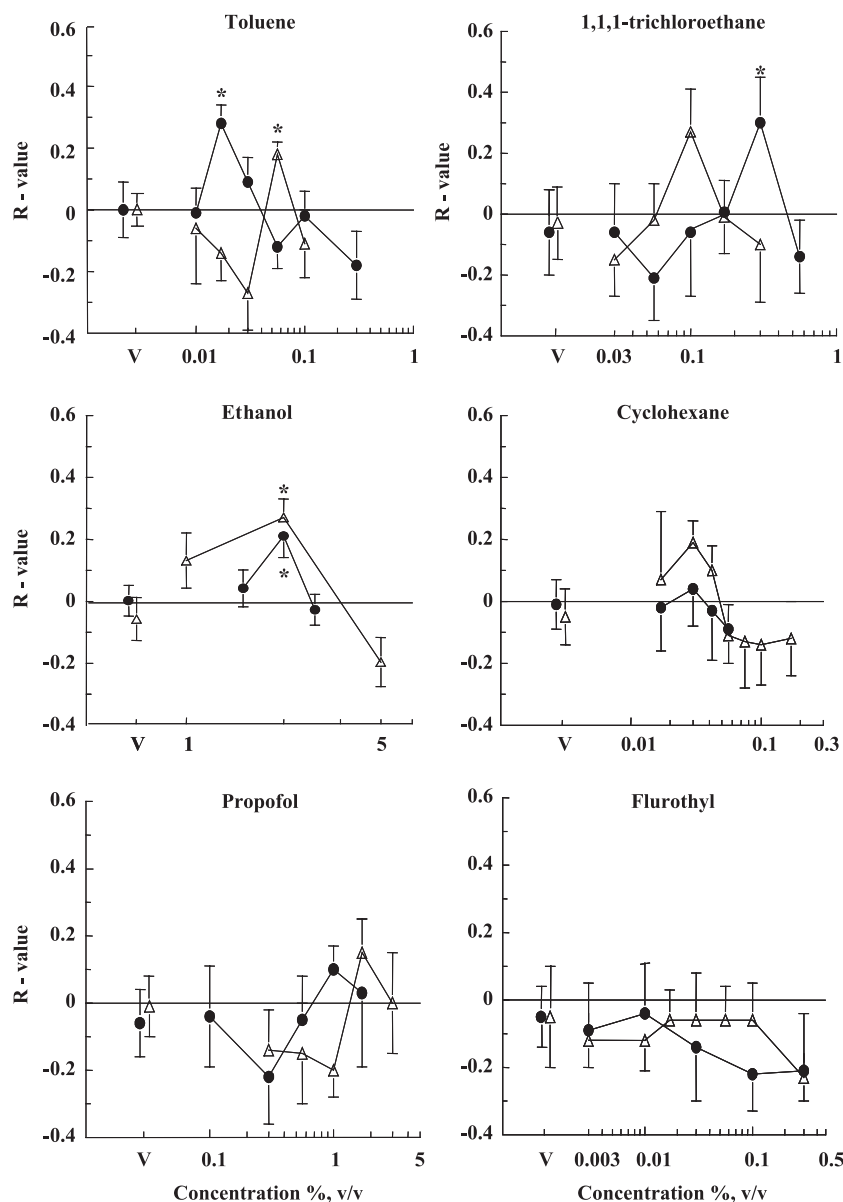 Toluene
0.6
0.4
*
*
0.2
0
-0.2
-0.4
R - value
V 0.01 0.1 1
1,1,1-trichloroethane
0.6
*
0.4
0.2
0
-0.2
-0.4
R - value
V 0.03 0.1 1
Ethanol
0.6
0.4
*
0.2
*
0
-0.2
-0.4
R - value
V 1 5
Cyclohexane
0.6
0.4
0.2
0
-0.2
-0.4
R - value
V 0.01 0.1 0.3
Propofol
0.6
0.4
0.2
0
-0.2
-0.4
R - value
V 0.1 1 5
Concentration %, v/v
Flurothyl
0.6
0.4
0.2
0
-0.2
-0.4
R - value
V 0.003 0.01 0.1 0.5
Concentration %, v/v